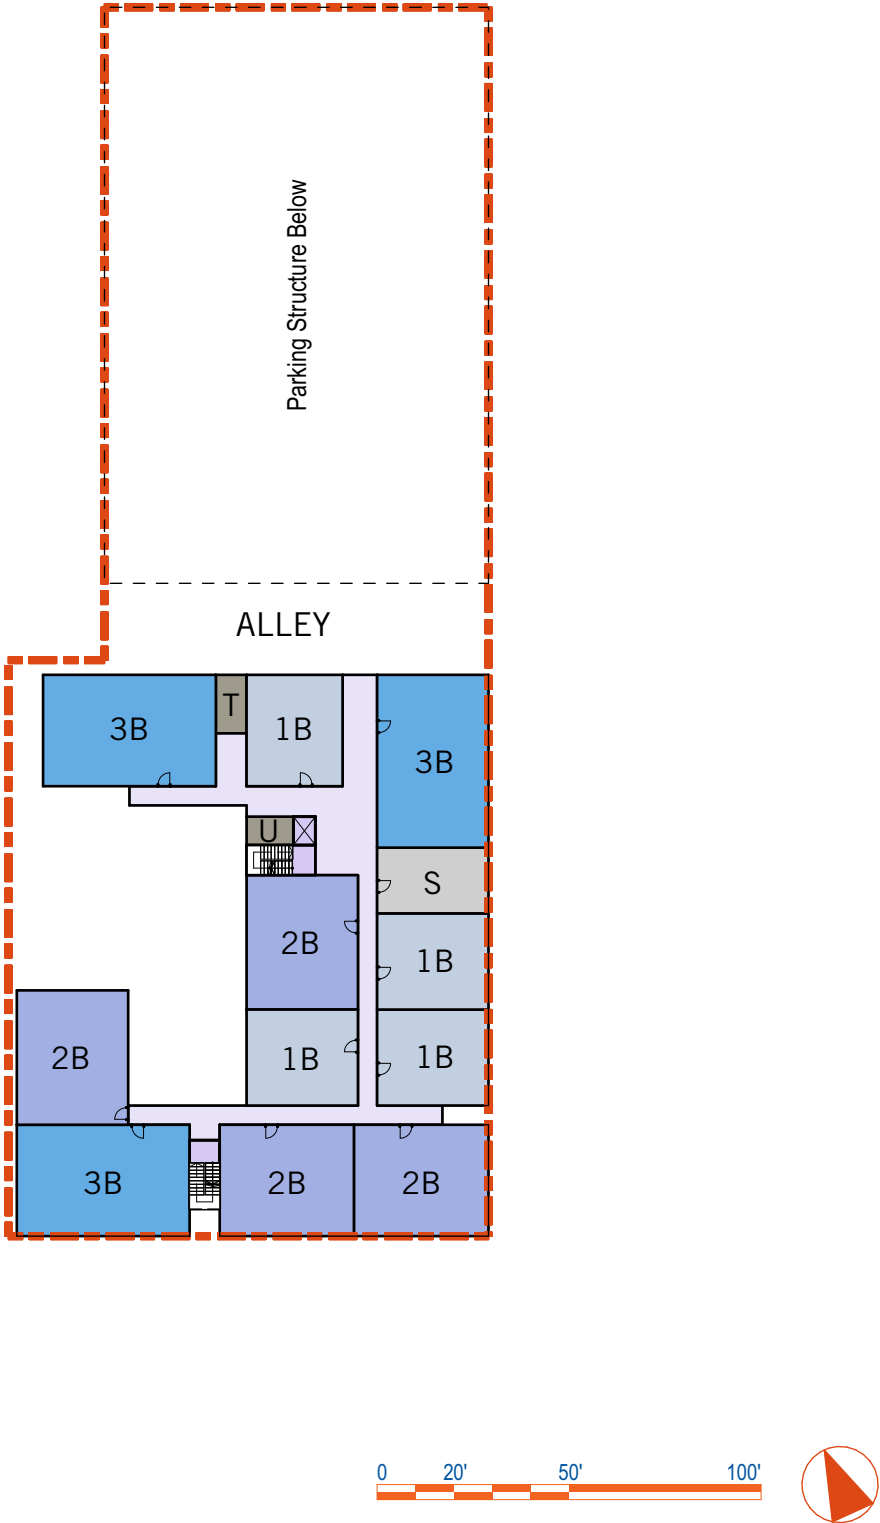 Parking Structure Below
ALLEY
3B
T
1B
3B
U
S
2B
1B
2B
1B
1B
3B
2B
2B
0 20' 50' 100'